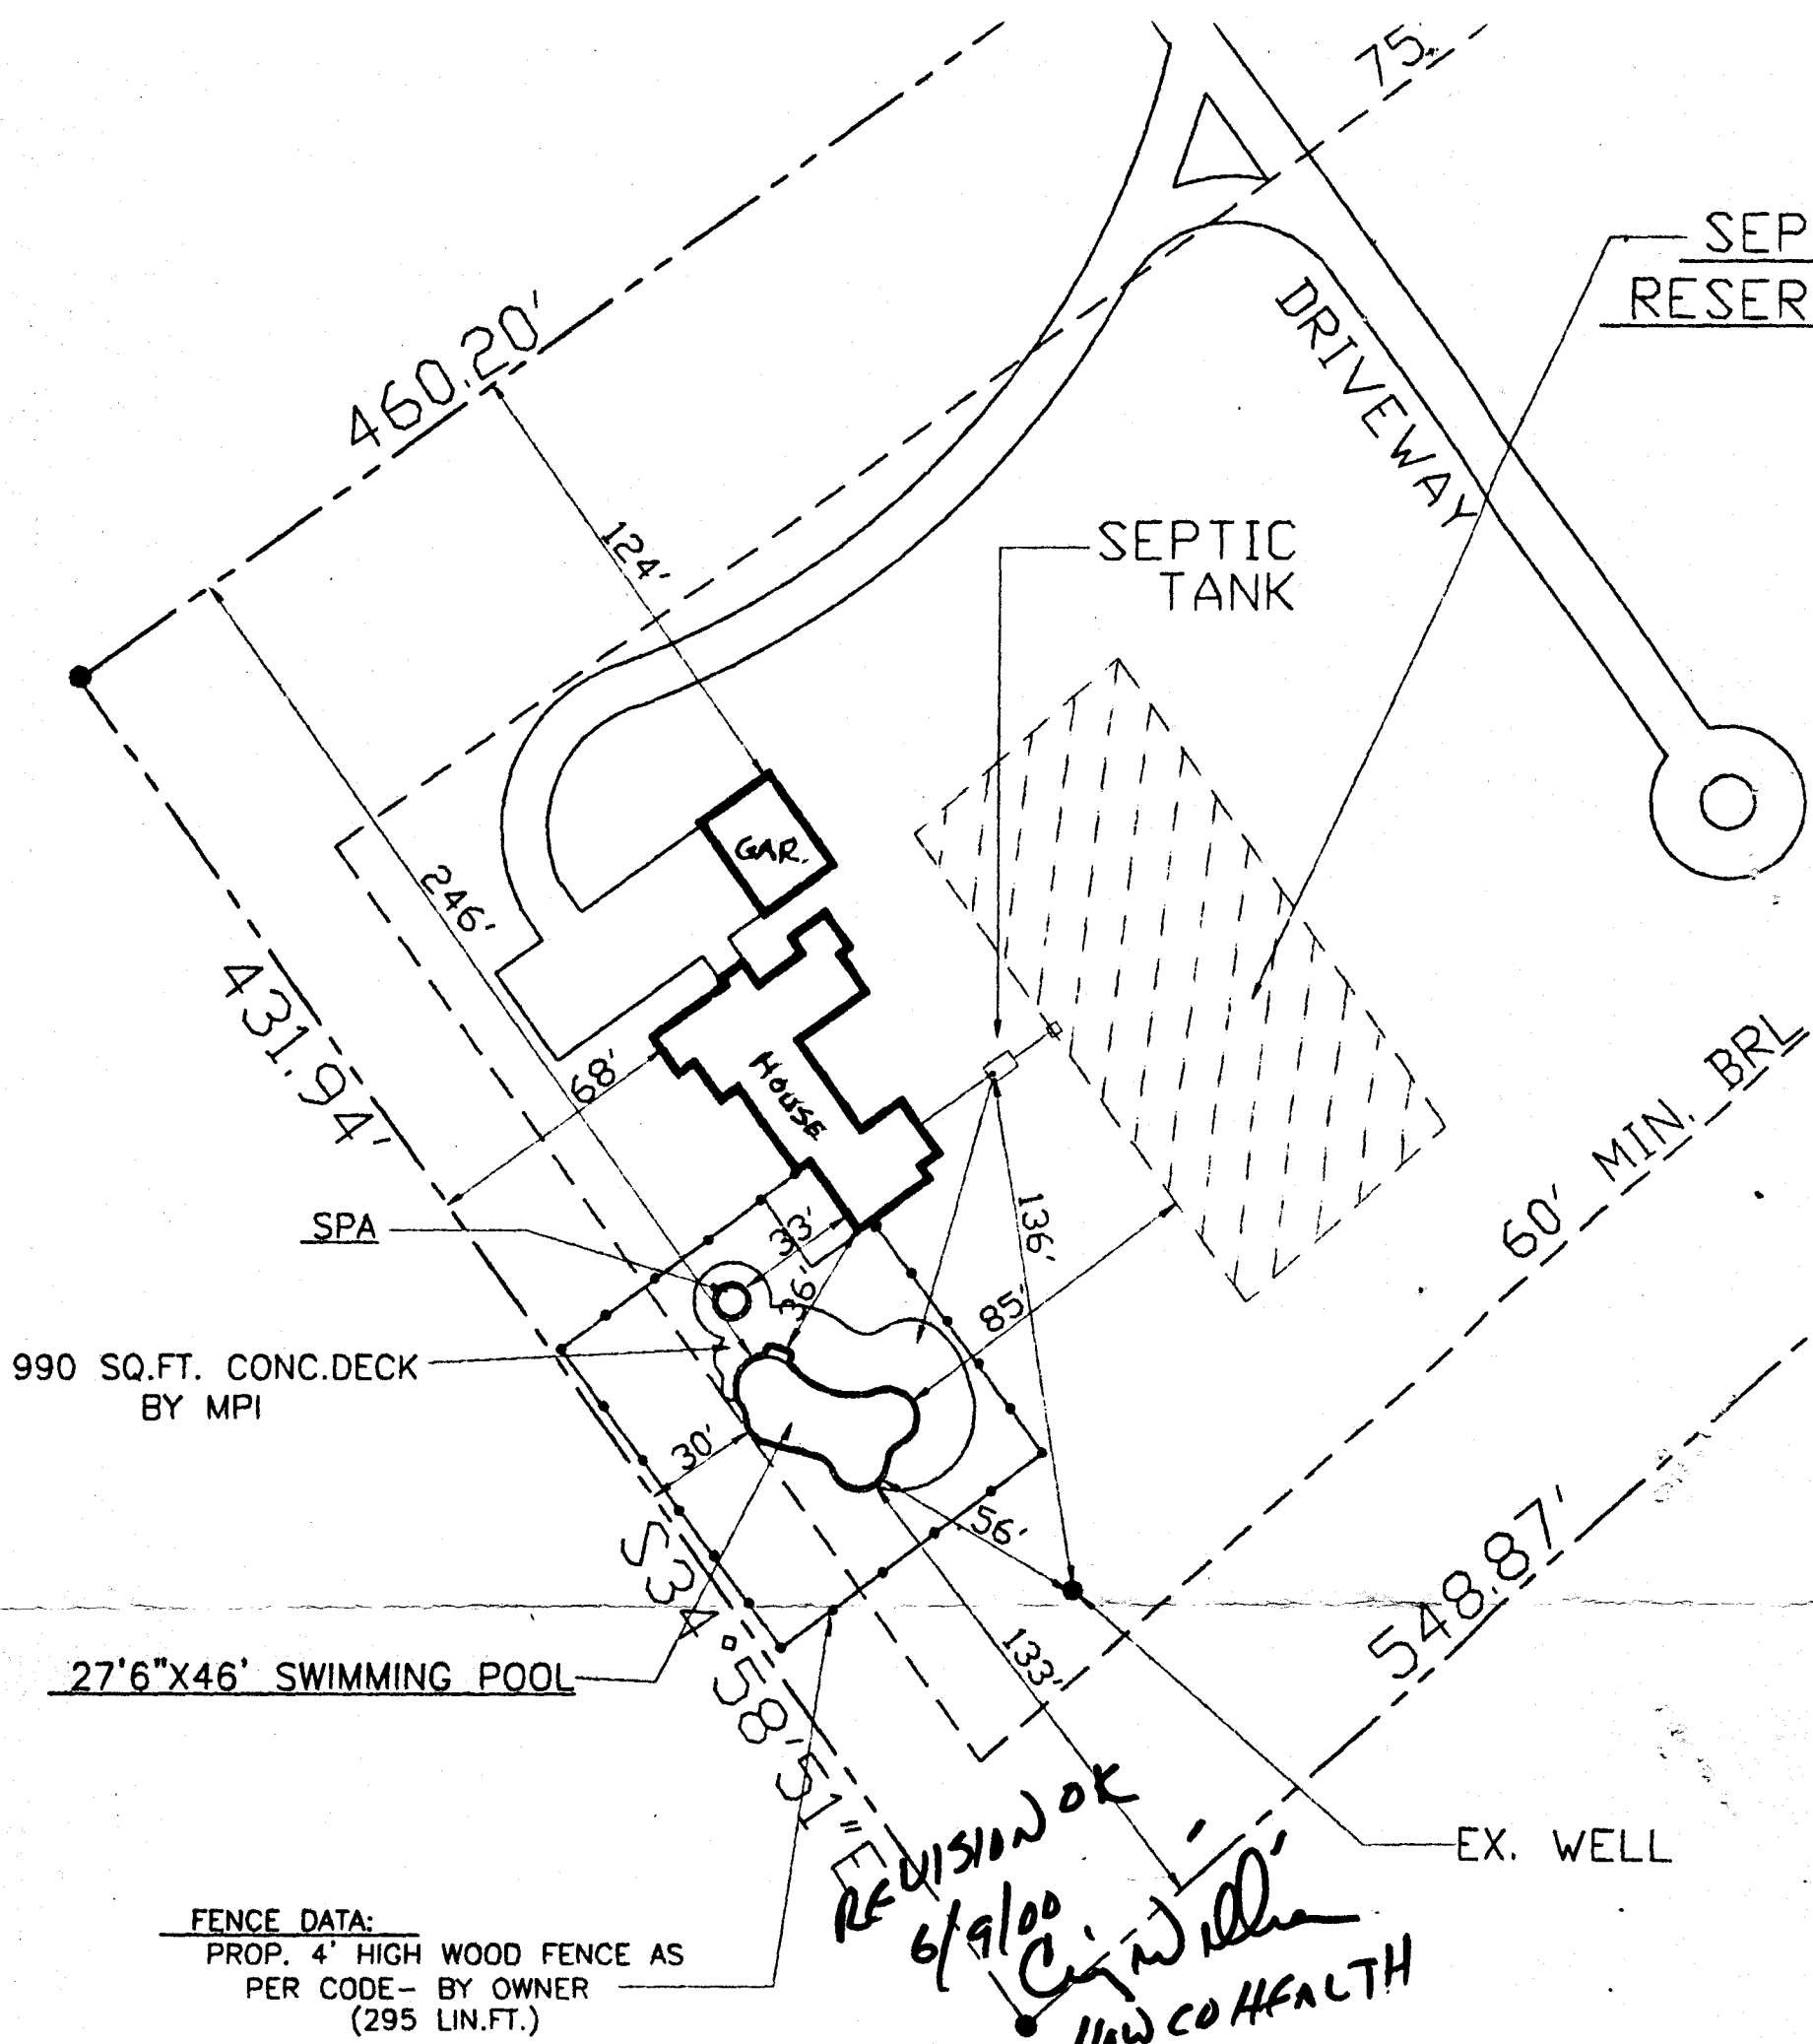 75'
SEP
RESER
460.20'
DRIVEWAY
124'
SEPTIC
TANK
GAR.
246'
431.94'
68'
HOUSE
60' MIN. BRL
SPA
33'
136'
36'
85'
990 SQ.FT. CONC.DECK
BY MPI
30'
56'
548.87'
S34°58'51"E
133'
27'6"X46' SWIMMING POOL
REVISION OK
EX. WELL
6/9/00
FENCE DATA:
PROP. 4' HIGH WOOD FENCE AS
PER CODE- BY OWNER
(295 LIN.FT.)
HOW CO HEALTH